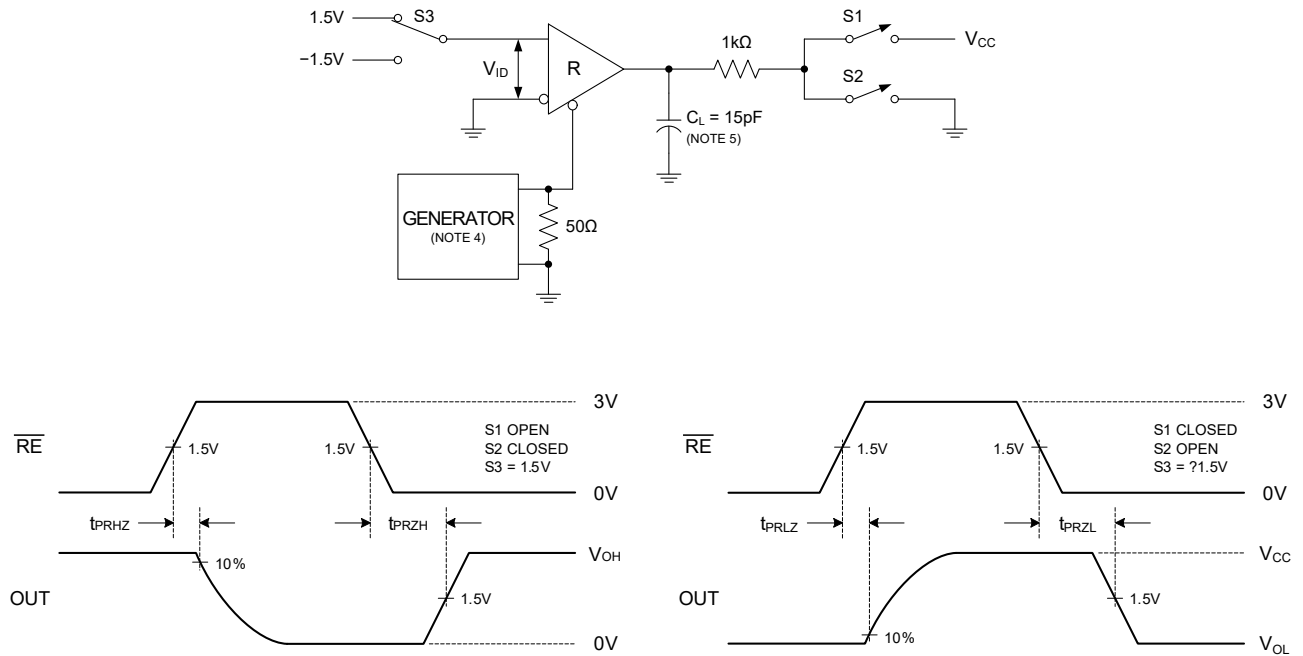 1.5V
S3
−1.5V
V_ID
R
1kΩ
S1
V_CC
S2
C_L = 15pF
(NOTE 5)
GENERATOR
(NOTE 4)
50Ω
RE
1.5V
1.5V
3V
S1 OPEN
S2 CLOSED
S3 = 1.5V
0V
tPRHZ
tPRZH
OUT
10%
1.5V
VOH
0V
RE
1.5V
1.5V
3V
S1 CLOSED
S2 OPEN
S3 = ?1.5V
0V
tPRLZ
tPRZL
OUT
10%
1.5V
VCC
VOL